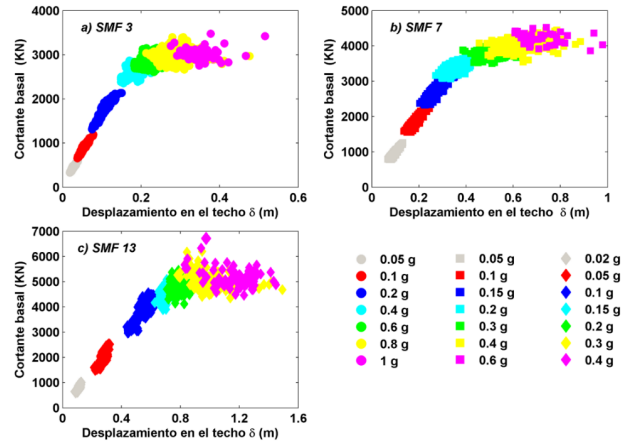 a) SMF 3
Cortante basal (KN)
4000
3000
2000
1000
0
0
0.2
0.4
0.6
Desplazamiento en el techo δ (m)
b) SMF 7
Cortante basal (KN)
5000
4000
3000
2000
1000
0
0
0.2
0.4
0.6
0.8
1
Desplazamiento en el techo δ (m)
c) SMF 13
Cortante basal (KN)
7000
6000
5000
4000
3000
2000
1000
0
0
0.4
0.8
1.2
1.6
Desplazamiento en el techo δ (m)
0.05 g 0.05 g 0.02 g
0.1 g 0.1 g 0.05 g
0.2 g 0.15 g 0.1 g
0.4 g 0.2 g 0.15 g
0.6 g 0.3 g 0.2 g
0.8 g 0.4 g 0.3 g
1 g 0.6 g 0.4 g